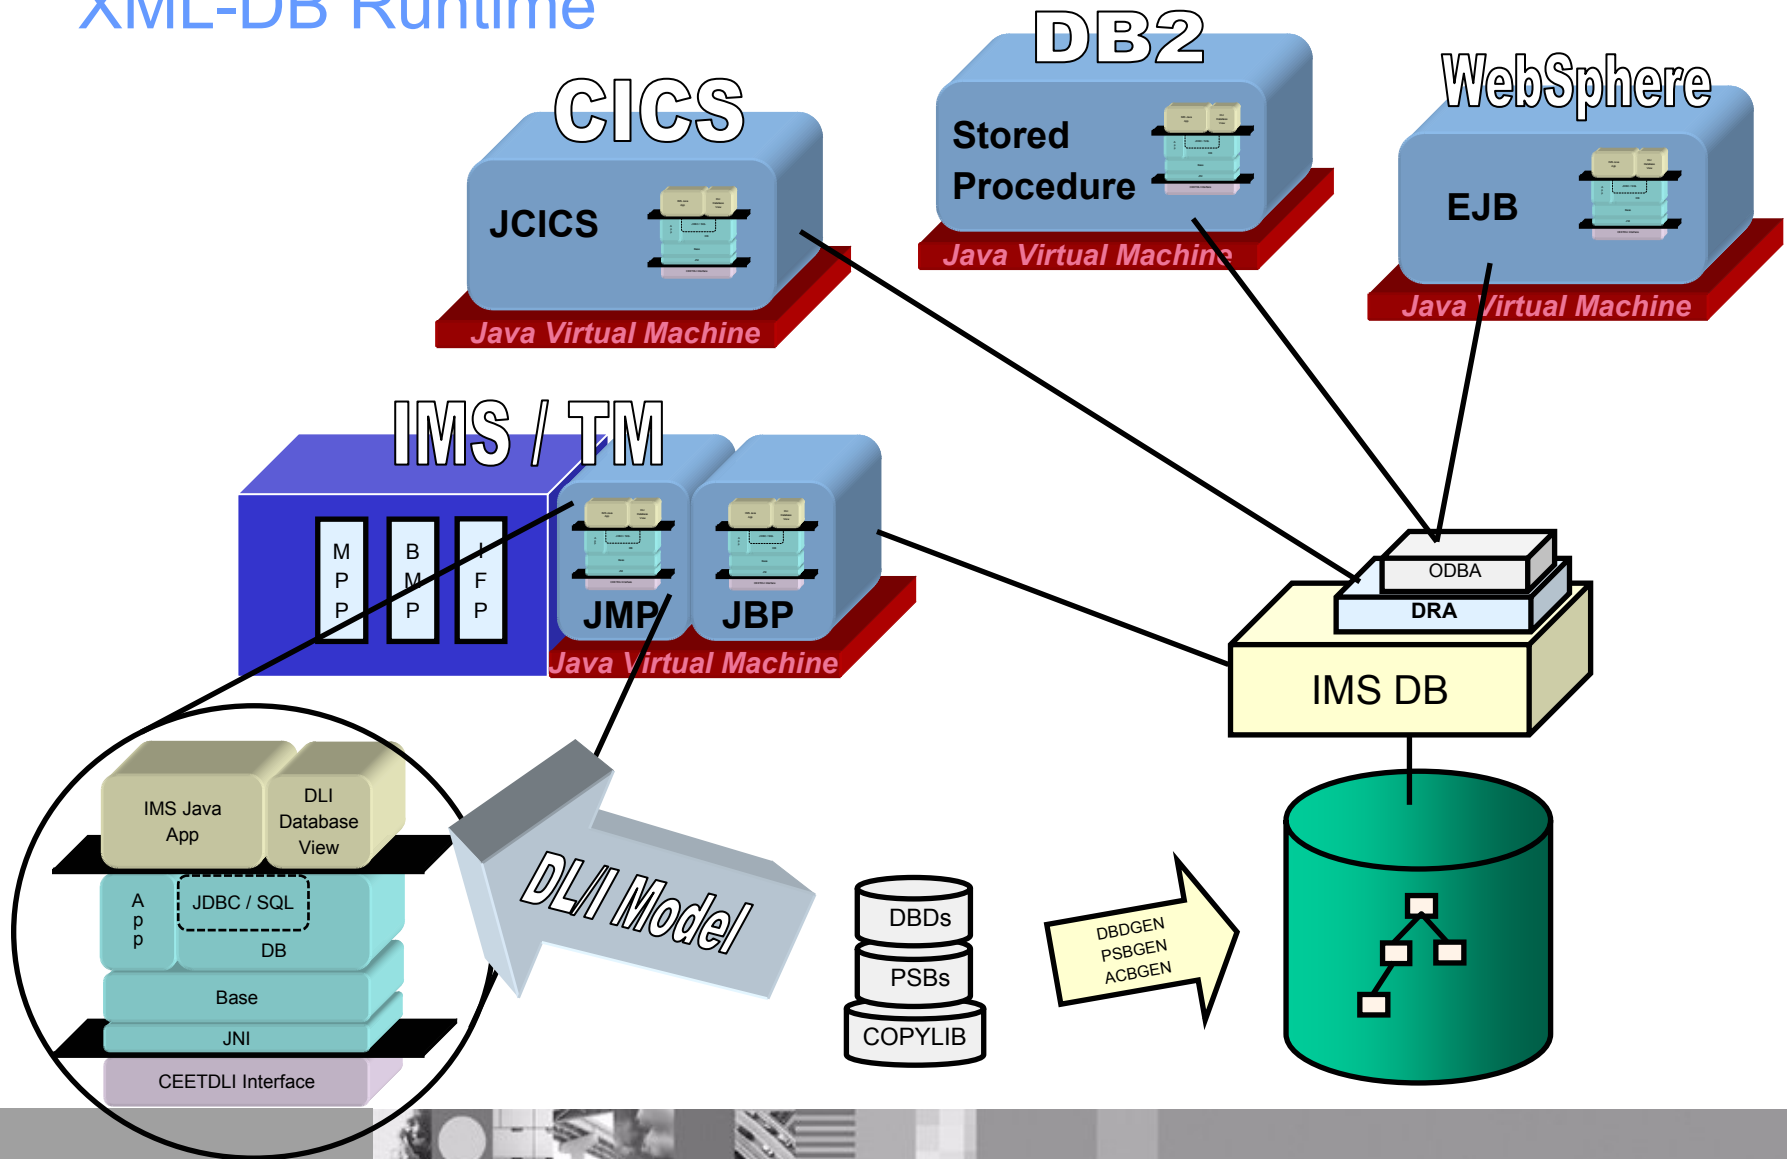 XML-DB Runtime
DB2
WebSphere
CICS
Stored
Procedure
JCICS
EJB
Java Virtual Machine
Java Virtual Machine
Java Virtual Machine
IMS / TM
M
P
P
B
M
P
I
F
P
JMP
JBP
Java Virtual Machine
ODBA
DRA
IMS DB
IMS Java
App
DLI
Database
View
A
p
p
JDBC / SQL
DB
Base
JNI
CEETDLI Interface
DL/I Model
DBDs
PSBs
COPYLIB
DBDGEN
PSBGEN
ACBGEN